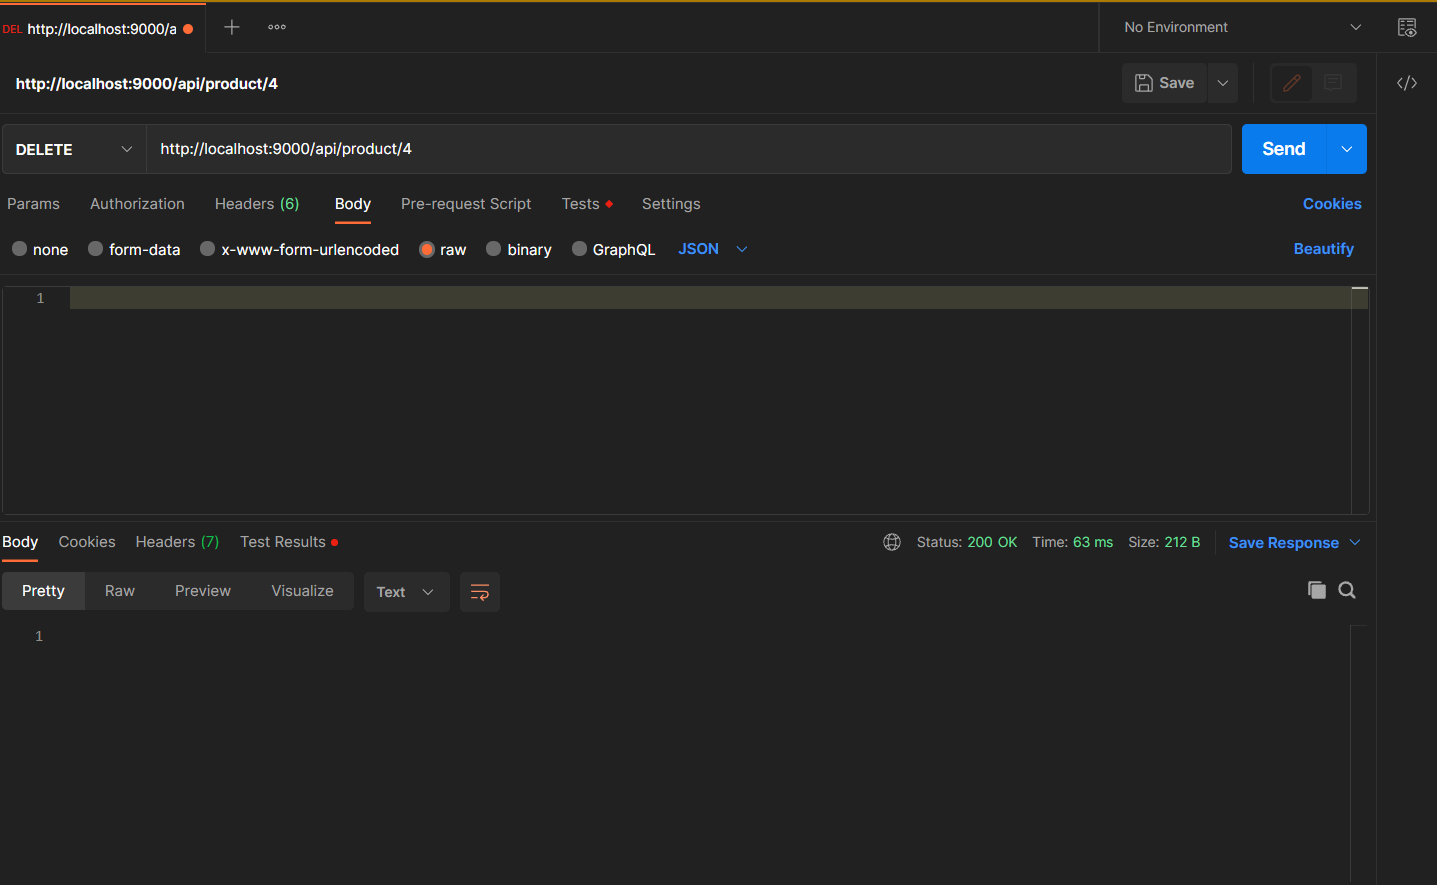 DEL http://localhost:9000/a No Environment
http://localhost:9000/api/product/4 Save
DELETE http://localhost:9000/api/product/4 Send
Params Authorization Headers (6) Body Pre-request Script Tests Settings Cookies
none form-data x-www-form-urlencoded raw binary GraphQL JSON Beautify
1
Body Cookies Headers (7) Test Results Status: 200 OK Time: 63 ms Size: 212 B Save Response
Pretty Raw Preview Visualize Text
1